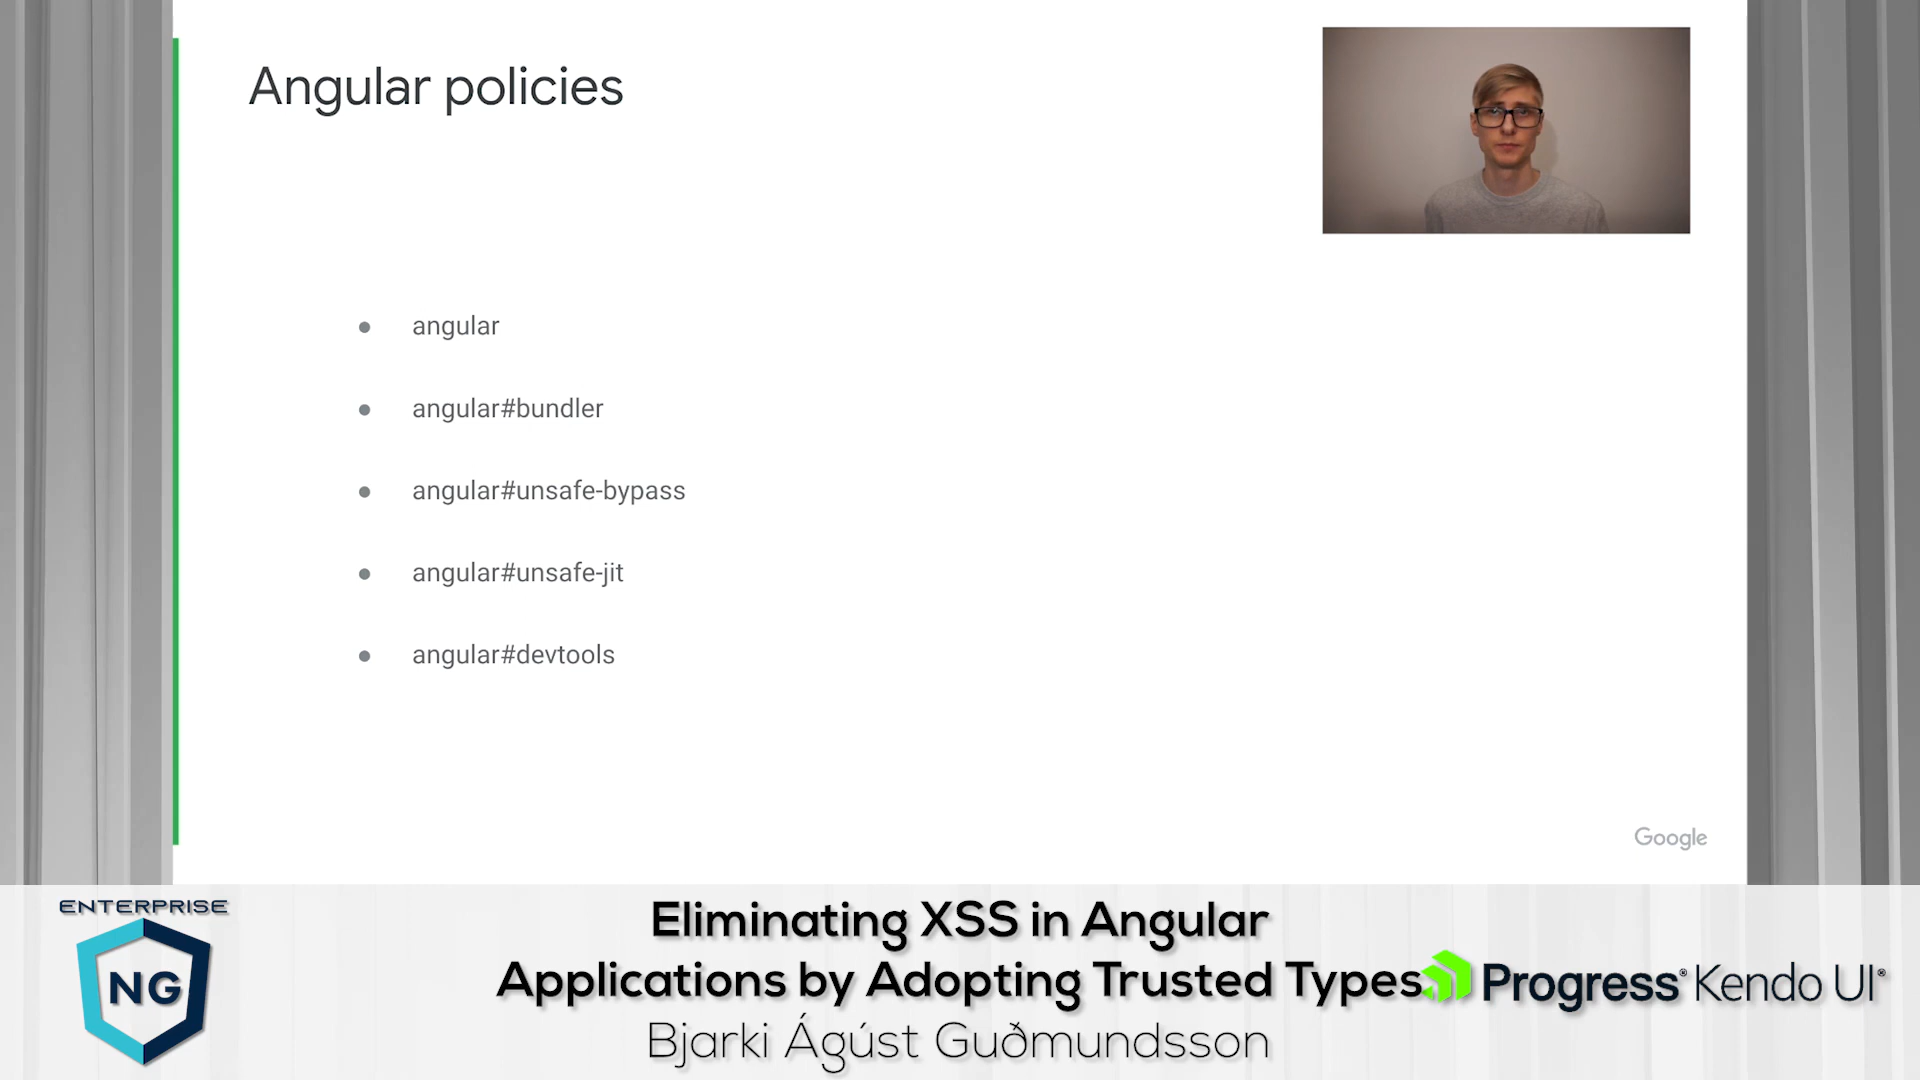 Angular policies
angular
angular#bundler
angular#unsafe-bypass
angular#unsafe-jit
angular#devtools
Google
ENTERPRISE
NG
Eliminating XSS in Angular
Applications by Adopting Trusted Types
Bjarki Ágúst Guðmundsson
Progress® Kendo UI®